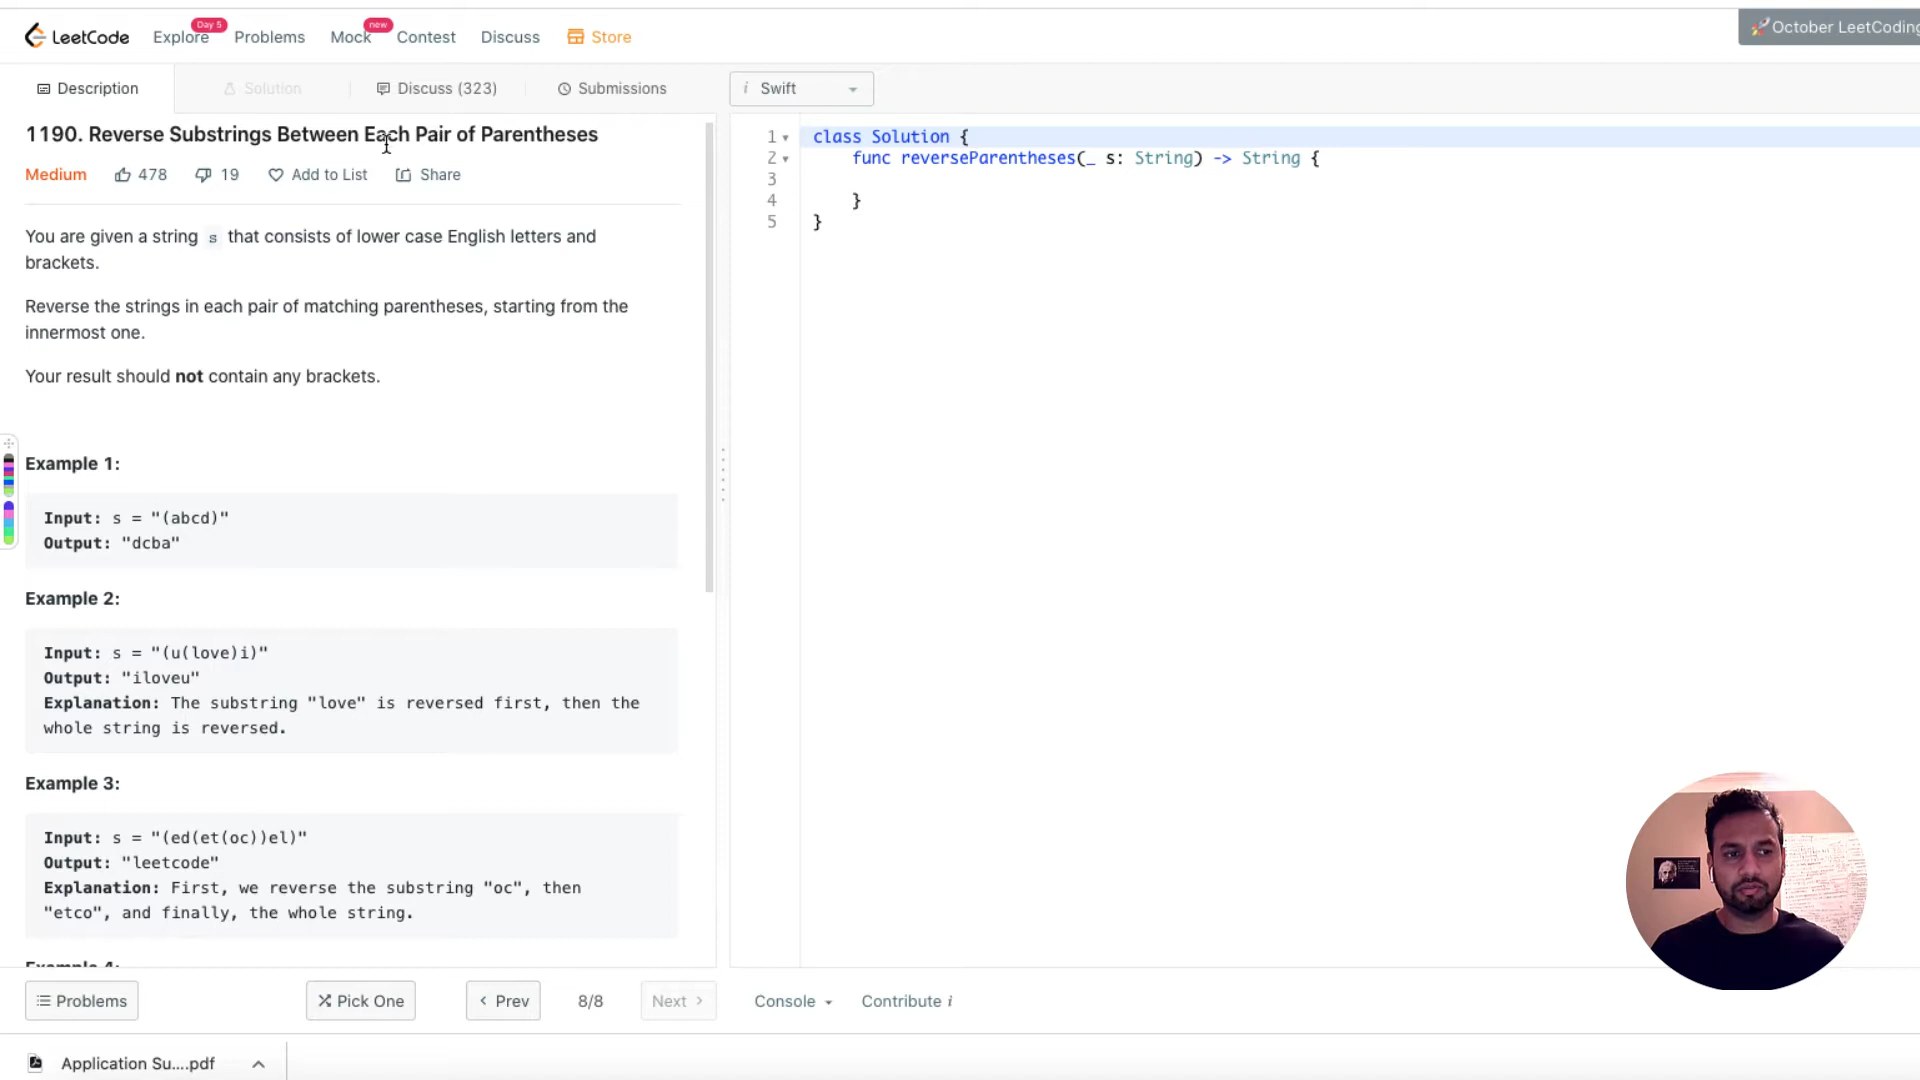 LeetCode
Explore
Day 5
Problems
Mock
new
Contest
Discuss
Store
🚀October LeetCoding
Description
Solution
Discuss (323)
Submissions
i Swift
1190. Reverse Substrings Between Each Pair of Parentheses
Medium
478
19
Add to List
Share
You are given a string s that consists of lower case English letters and
brackets.
Reverse the strings in each pair of matching parentheses, starting from the
innermost one.
Your result should not contain any brackets.
Example 1:
Input: s = "(abcd)"
Output: "dcba"
Example 2:
Input: s = "(u(love)i)"
Output: "iloveu"
Explanation: The substring "love" is reversed first, then the
whole string is reversed.
Example 3:
Input: s = "(ed(et(oc))el)"
Output: "leetcode"
Explanation: First, we reverse the substring "oc", then
"etco", and finally, the whole string.
Example 4:
1 class Solution {
2 func reverseParentheses(_ s: String) -> String {
3
4 }
5 }
Problems
Pick One
Prev
8/8
Next
Console
Contribute i
Application Su....pdf